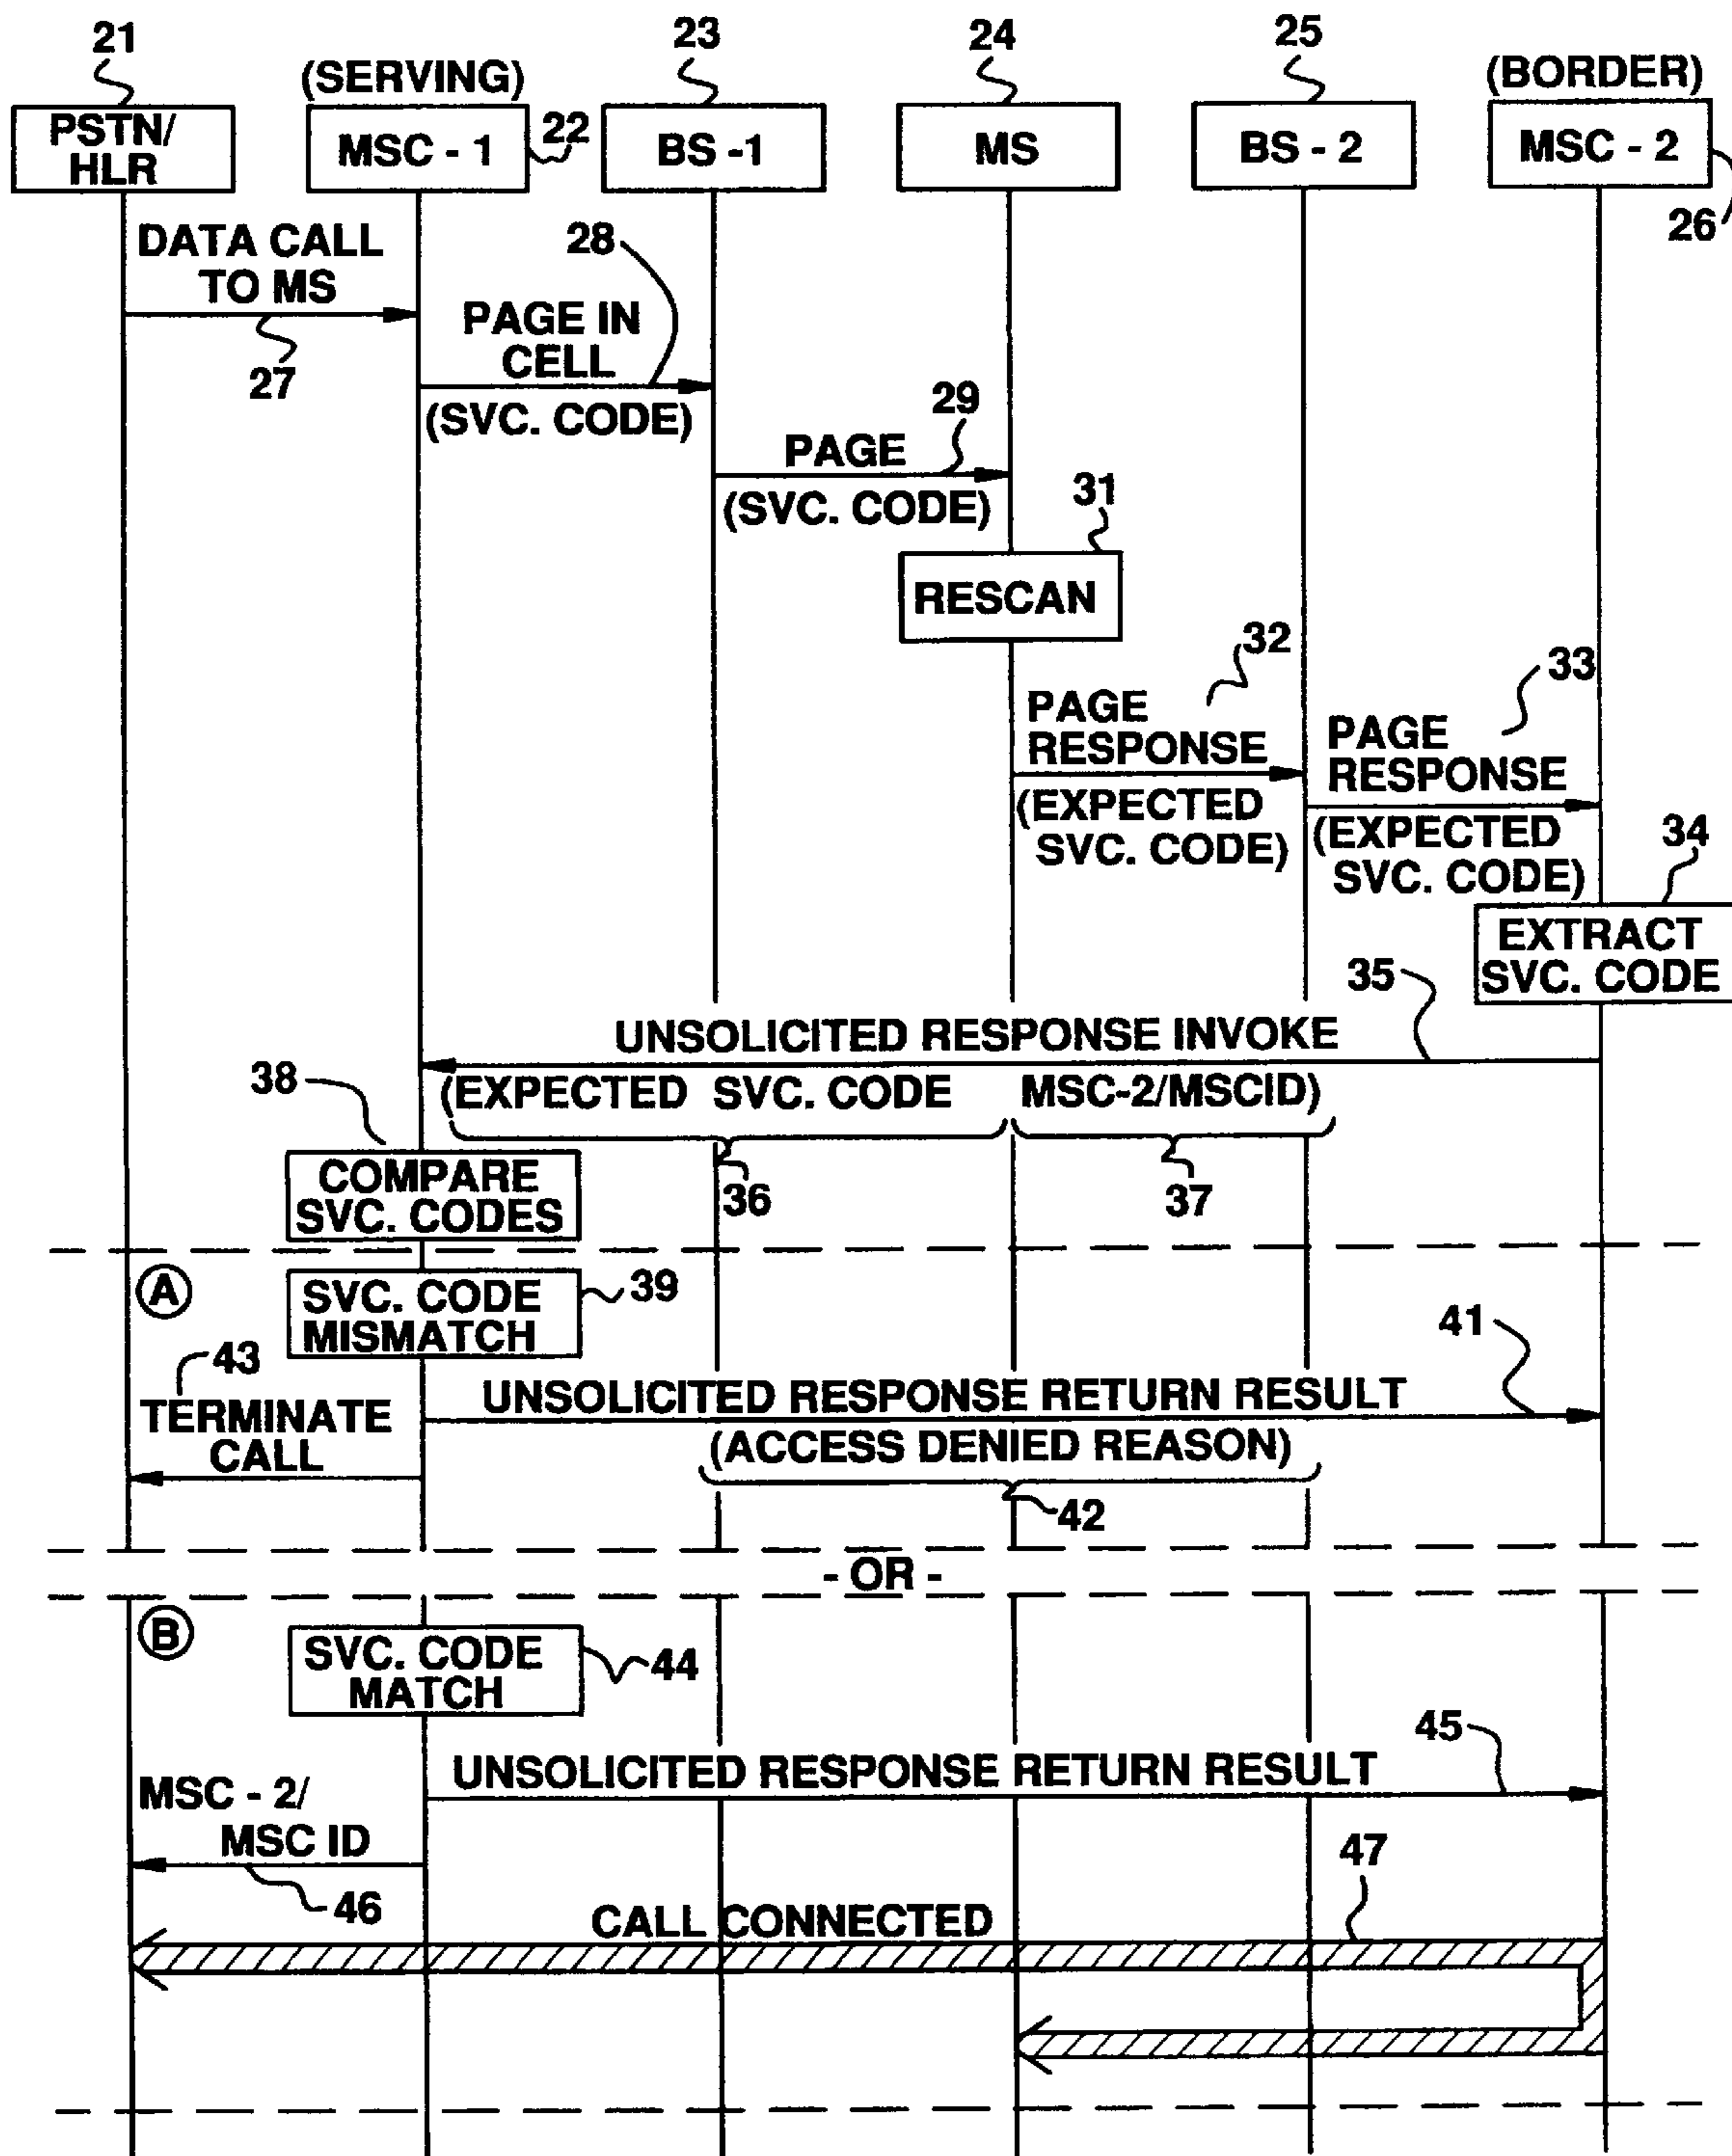 21
23
24
25
(SERVING)
(BORDER)
PSTN/
HLR
MSC - 1
22
BS -1
MS
BS - 2
MSC - 2
26
DATA CALL
TO MS
27
28
PAGE IN
CELL
(SVC. CODE)
29
PAGE
(SVC. CODE)
31
RESCAN
32
PAGE
RESPONSE
(EXPECTED
SVC. CODE)
33
PAGE
RESPONSE
(EXPECTED
SVC. CODE)
34
EXTRACT
SVC. CODE
35
UNSOLICITED RESPONSE INVOKE
(EXPECTED SVC. CODE MSC-2/MSCID)
36
37
38
COMPARE
SVC. CODES
A
SVC. CODE
MISMATCH
39
41
43
UNSOLICITED RESPONSE RETURN RESULT
(ACCESS DENIED REASON)
TERMINATE
CALL
42
- OR -
B
SVC. CODE
MATCH
44
45
UNSOLICITED RESPONSE RETURN RESULT
MSC - 2/
MSC ID
46
47
CALL CONNECTED